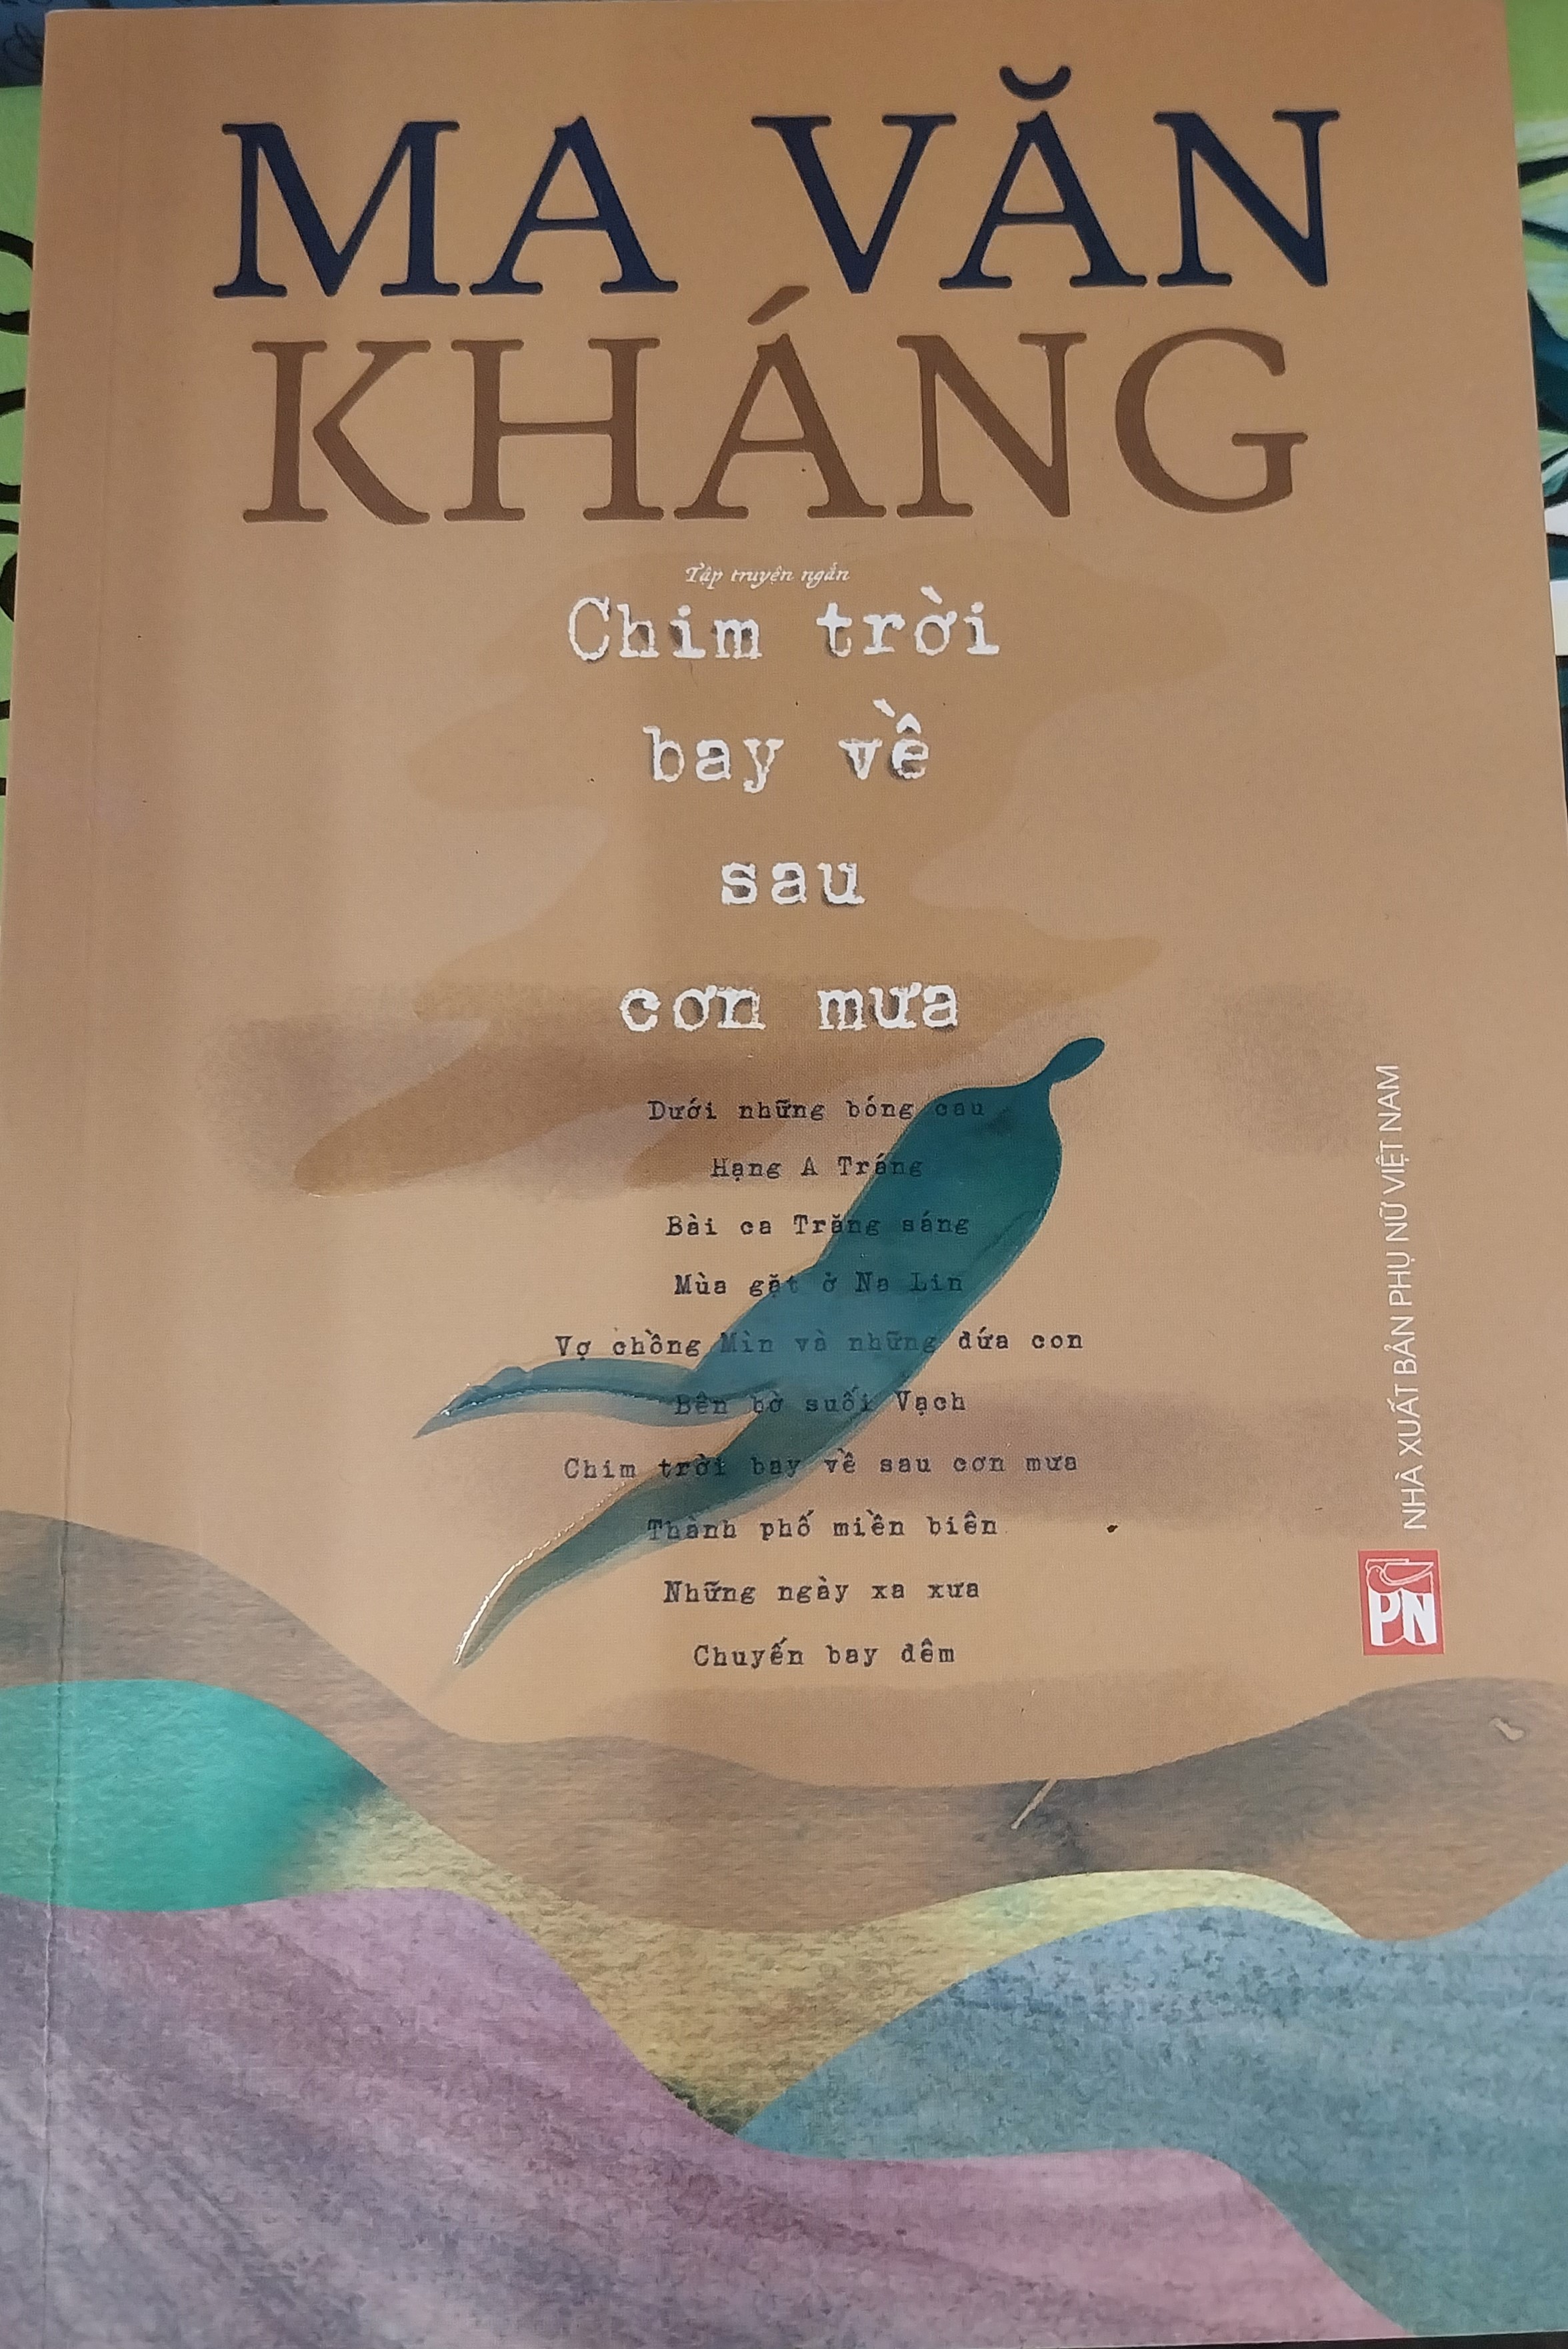 MA VĂN
KHÁNG
Tập truyện ngắn
Chim trời
bay về
sau
cơn mưa
Dưới những bóng cau
Hạng A Tráng
Bài ca Trăng sáng
Mùa gặt ở Na Lin
Vợ chồng Mìn và những đứa con
Bên bờ suối Vạch
Chim trời bay về sau cơn mưa
Thành phố miền biên
Những ngày xa xưa
Chuyến bay đêm
NHÀ XUẤT BẢN PHỤ NỮ VIỆT NAM
PN